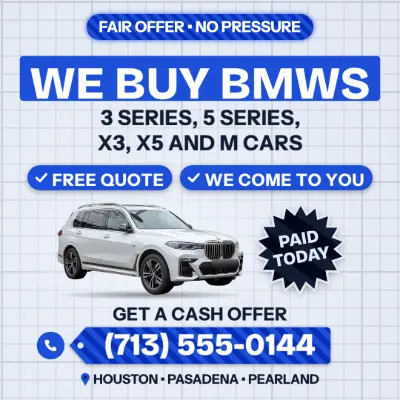 FAIR OFFER • NO PRESSURE
WE BUY BMWS
3 SERIES, 5 SERIES,
X3, X5 AND M CARS
FREE QUOTE
WE COME TO YOU
PAID
TODAY
GET A CASH OFFER
(713) 555-0144
HOUSTON • PASADENA • PEARLAND